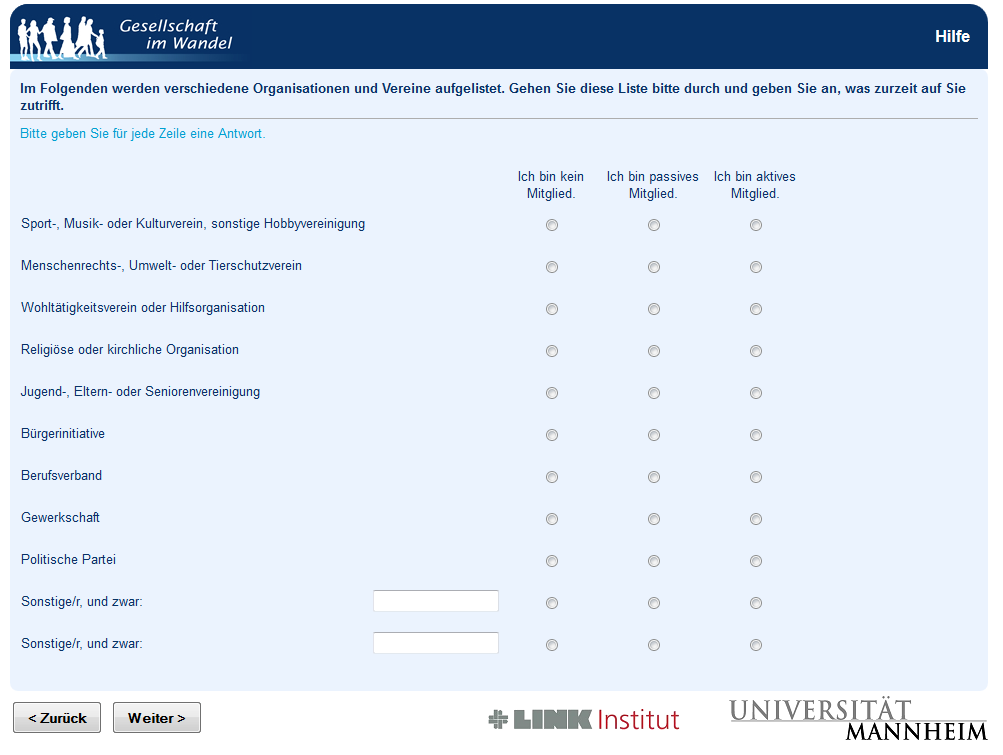 Gesellschaft
im Wandel
Hilfe
Im Folgenden werden verschiedene Organisationen und Vereine aufgelistet. Gehen Sie diese Liste bitte durch und geben Sie an, was zurzeit auf Sie
zutrifft.
Bitte geben Sie für jede Zeile eine Antwort.
Ich bin kein Ich bin passives Ich bin aktives
Mitglied. Mitglied. Mitglied.
Sport-, Musik- oder Kulturverein, sonstige Hobbyvereinigung
Menschenrechts-, Umwelt- oder Tierschutzverein
Wohltätigkeitsverein oder Hilfsorganisation
Religiöse oder kirchliche Organisation
Jugend-, Eltern- oder Seniorenvereinigung
Bürgerinitiative
Berufsverband
Gewerkschaft
Politische Partei
Sonstige/r, und zwar:
Sonstige/r, und zwar:
< Zurück Weiter >
LINK Institut
UNIVERSITÄT
MANNHEIM